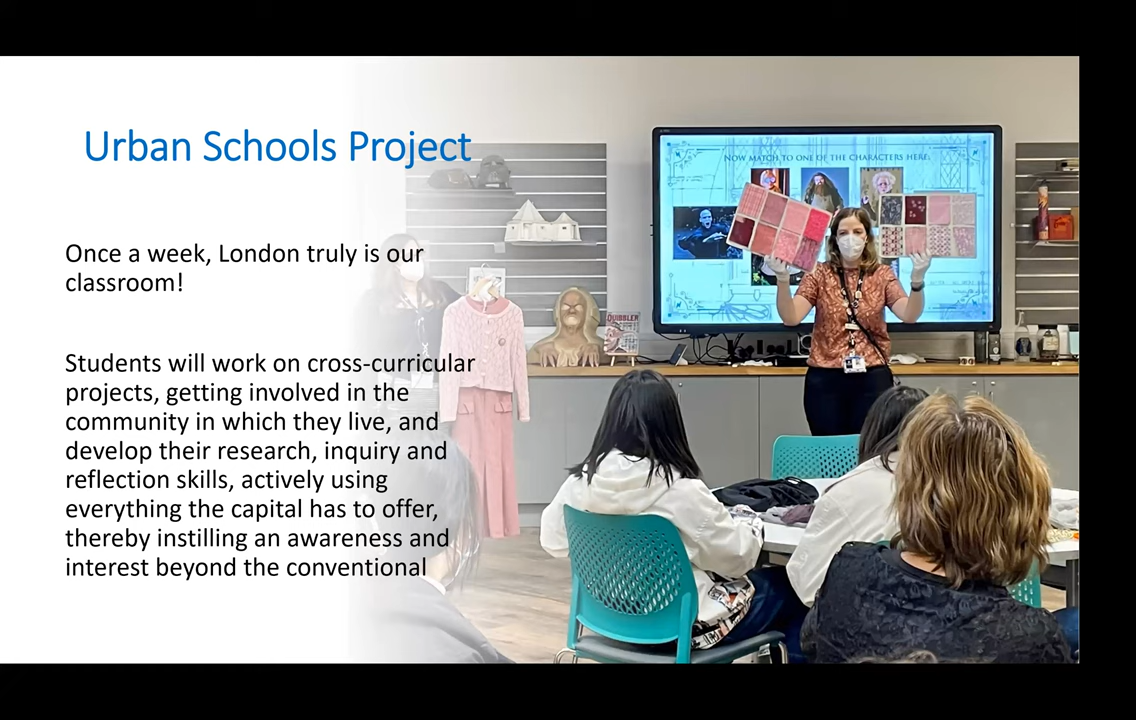 Urban Schools Project
Once a week, London truly is our
classroom!
Students will work on cross-curricular
projects, getting involved in the
community in which they live, and
develop their research, inquiry and
reflection skills, actively using
everything the capital has to offer,
thereby instilling an awareness and
interest beyond the conventional
NOW MATCH TO ONE OF THE CHARACTERS HERE:
QUIBBLER